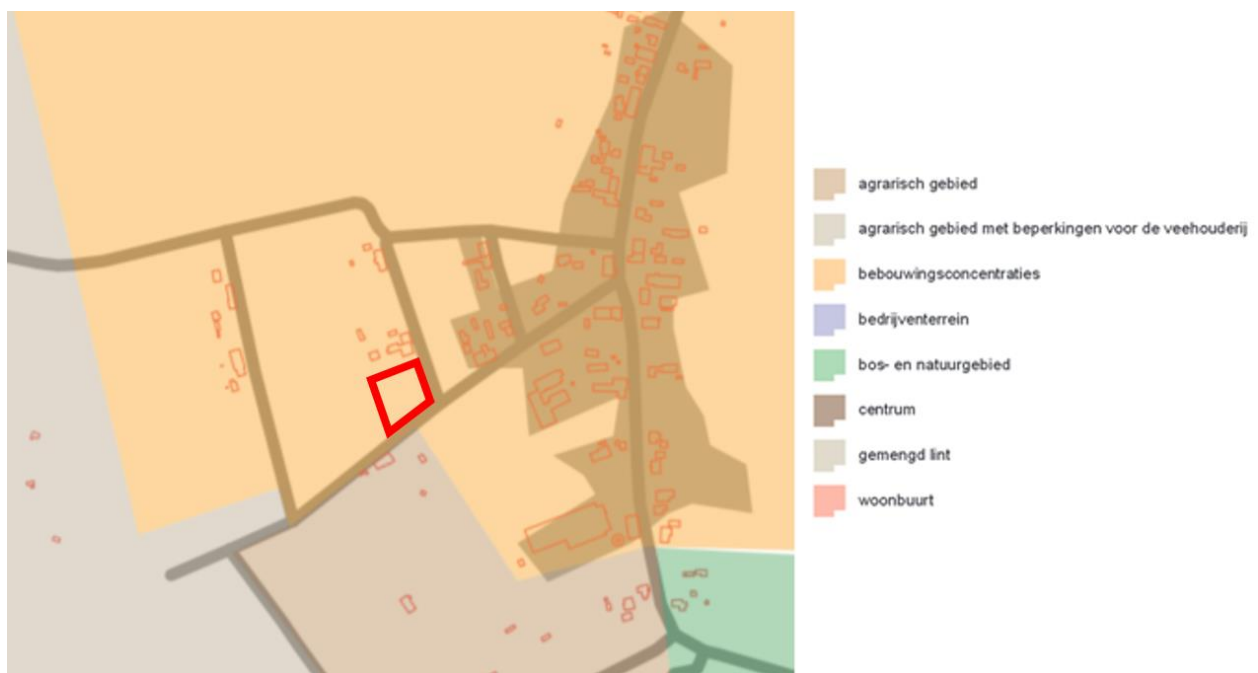 agrarisch gebied
agrarisch gebied met beperkingen voor de veehouderij
bebouwingsconcentraties
bedrijventerrein
bos- en natuurgebied
centrum
gemengd lint
woonbuurt